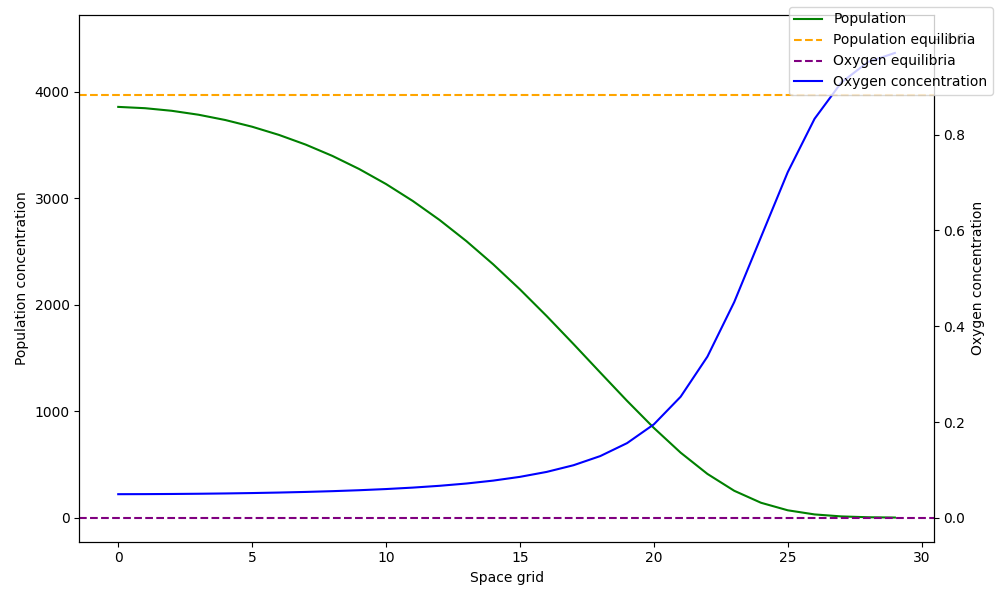 Population
Population equilibria
Oxygen equilibria
Oxygen concentration
4000
3000
2000
1000
0
Population concentration
0.8
0.6
0.4
0.2
0.0
Oxygen concentration
0
5
10
15
20
25
30
Space grid